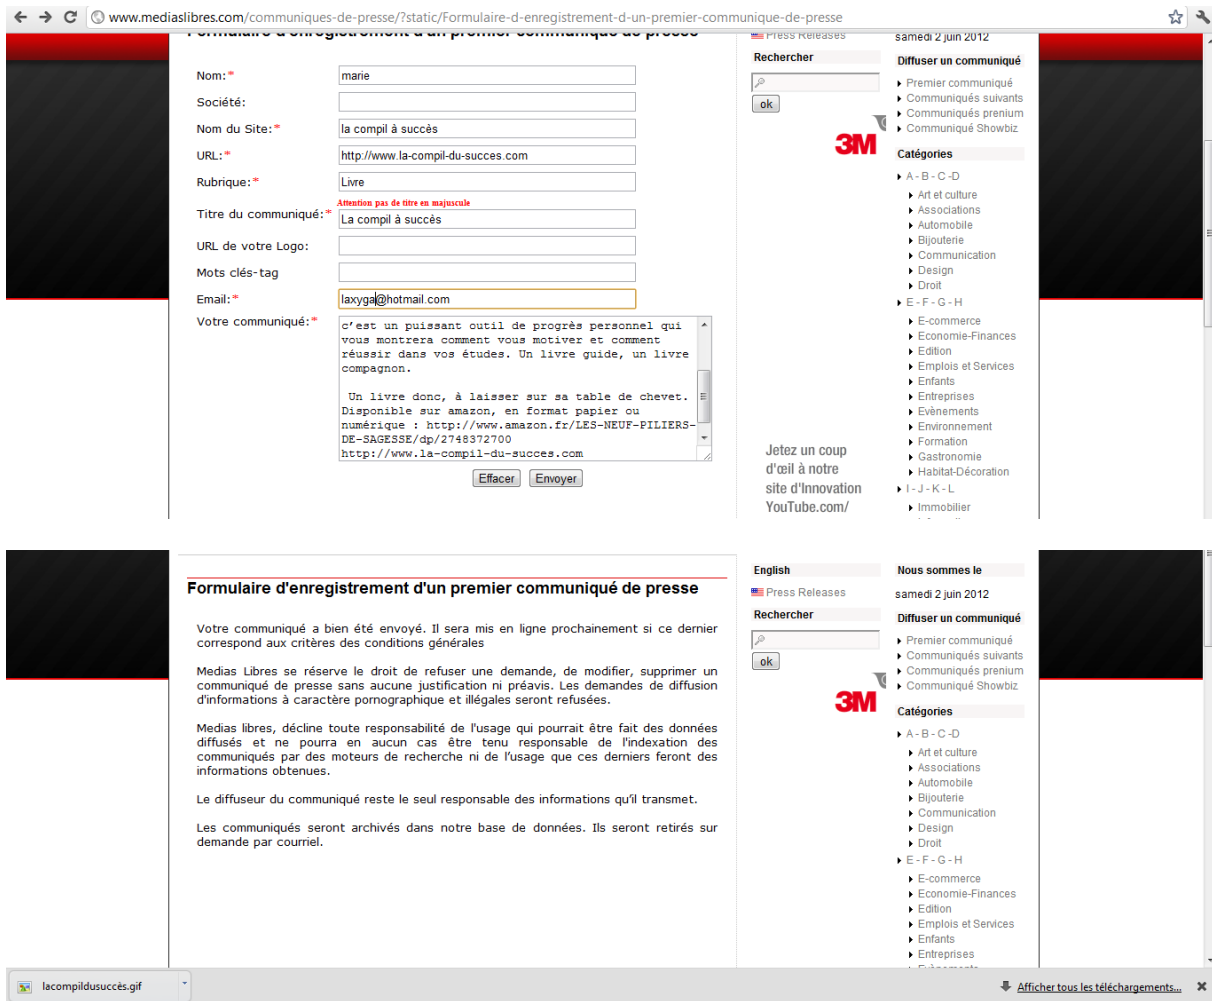 www.mediaslibres.com/communiques-de-presse/?static/Formulaire-d-enregistrement-d-un-premier-communique-de-presse
Formulaire d'enregistrement d'un premier communiqué de presse
Nom:* marie
Société:
Nom du Site:* la compil à succès
URL:* http://www.la-compil-du-succes.com
Rubrique:* Livre
Attention pas de titre en majuscule
Titre du communiqué:* La compil à succès
URL de votre Logo:
Mots clés-tag
Email:* laxyga@hotmail.com
Votre communiqué:* c'est un puissant outil de progrès personnel qui
vous montrera comment vous motiver et comment
réussir dans vos études. Un livre guide, un livre
compagnon.
Un livre donc, à laisser sur sa table de chevet.
Disponible sur amazon, en format papier ou
numérique : http://www.amazon.fr/LES-NEUF-PILIERS-
DE-SAGESSE/dp/2748372700
http://www.la-compil-du-succes.com
Effacer Envoyer
Press Releases
Rechercher
ok
3M
Jetez un coup
d'œil à notre
site d'Innovation
YouTube.com/
samedi 2 juin 2012
Diffuser un communiqué
Premier communiqué
Communiqués suivants
Communiqués prenium
Communiqué Showbiz
Catégories
A - B - C -D
Art et culture
Associations
Automobile
Bijouterie
Communication
Design
Droit
E - F - G - H
E-commerce
Economie-Finances
Edition
Emplois et Services
Enfants
Entreprises
Evènements
Environnement
Formation
Gastronomie
Habitat-Décoration
I - J - K - L
Immobilier
Formulaire d'enregistrement d'un premier communiqué de presse
Votre communiqué a bien été envoyé. Il sera mis en ligne prochainement si ce dernier
correspond aux critères des conditions générales
Medias Libres se réserve le droit de refuser une demande, de modifier, supprimer un
communiqué de presse sans aucune justification ni préavis. Les demandes de diffusion
d'informations à caractère pornographique et illégales seront refusées.
Medias libres, décline toute responsabilité de l'usage qui pourrait être fait des données
diffusés et ne pourra en aucun cas être tenu responsable de l'indexation des
communiqués par des moteurs de recherche ni de l'usage que ces derniers feront des
informations obtenues.
Le diffuseur du communiqué reste le seul responsable des informations qu'il transmet.
Les communiqués seront archivés dans notre base de données. Ils seront retirés sur
demande par courriel.
English
Press Releases
Rechercher
ok
3M
Nous sommes le
samedi 2 juin 2012
Diffuser un communiqué
Premier communiqué
Communiqués suivants
Communiqués prenium
Communiqué Showbiz
Catégories
A - B - C -D
Art et culture
Associations
Automobile
Bijouterie
Communication
Design
Droit
E - F - G - H
E-commerce
Economie-Finances
Edition
Emplois et Services
Enfants
Entreprises
lacompildusuccès.gif
Afficher tous les téléchargements...